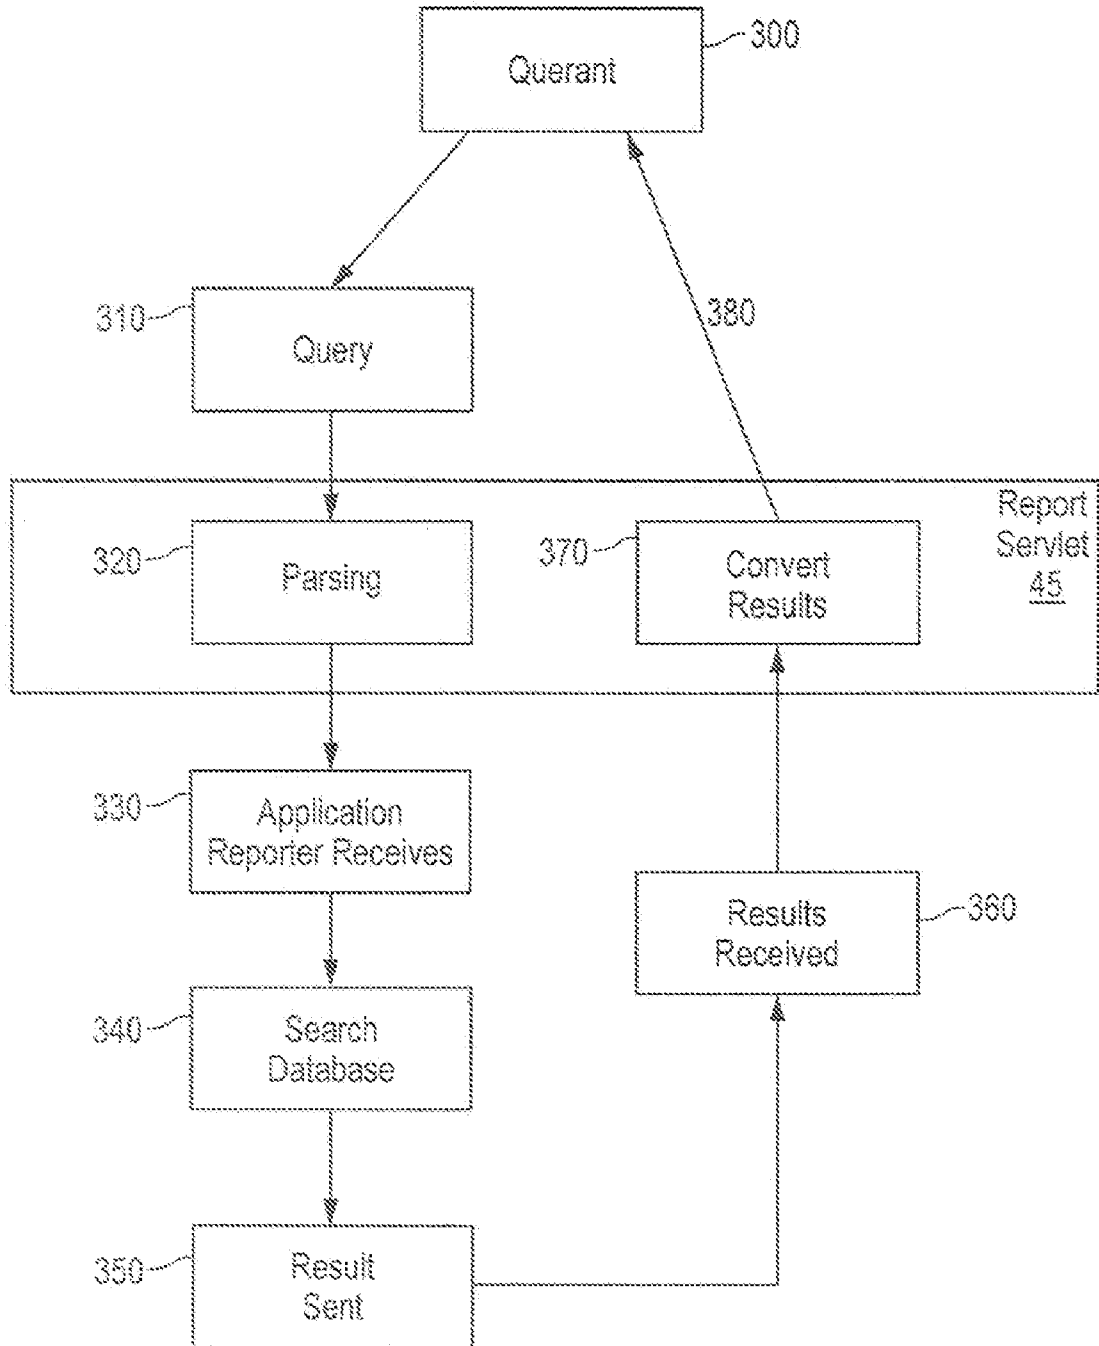 300
Querant
310
Query
380
Report
Servlet
45
320
Parsing
370
Convert
Results
330
Application
Reporter Receives
Results
Received
360
340
Search
Database
350
Result
Sent